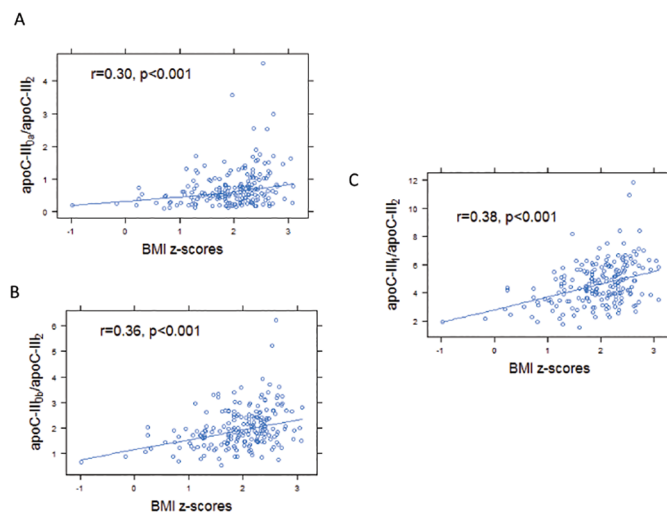 A
r=0.30, p<0.001
apoC-III0a/apoC-III2
4
3
2
1
0
-1 0 1 2 3
BMI z-scores
B
r=0.36, p<0.001
apoC-III0b/apoC-III2
6
5
4
3
2
1
-1 0 1 2 3
BMI z-scores
C
r=0.38, p<0.001
apoC-III1/apoC-III2
12
10
8
6
4
2
-1 0 1 2 3
BMI z-scores